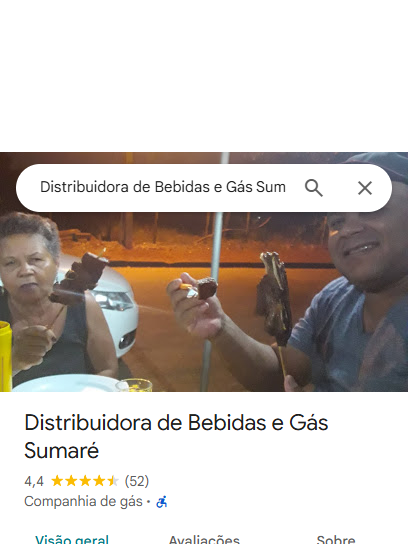 Distribuidora de Bebidas e Gás Sum
Distribuidora de Bebidas e Gás
Sumaré
4,4 (52)
Companhia de gás ·
Visão geral Avaliações Sobre